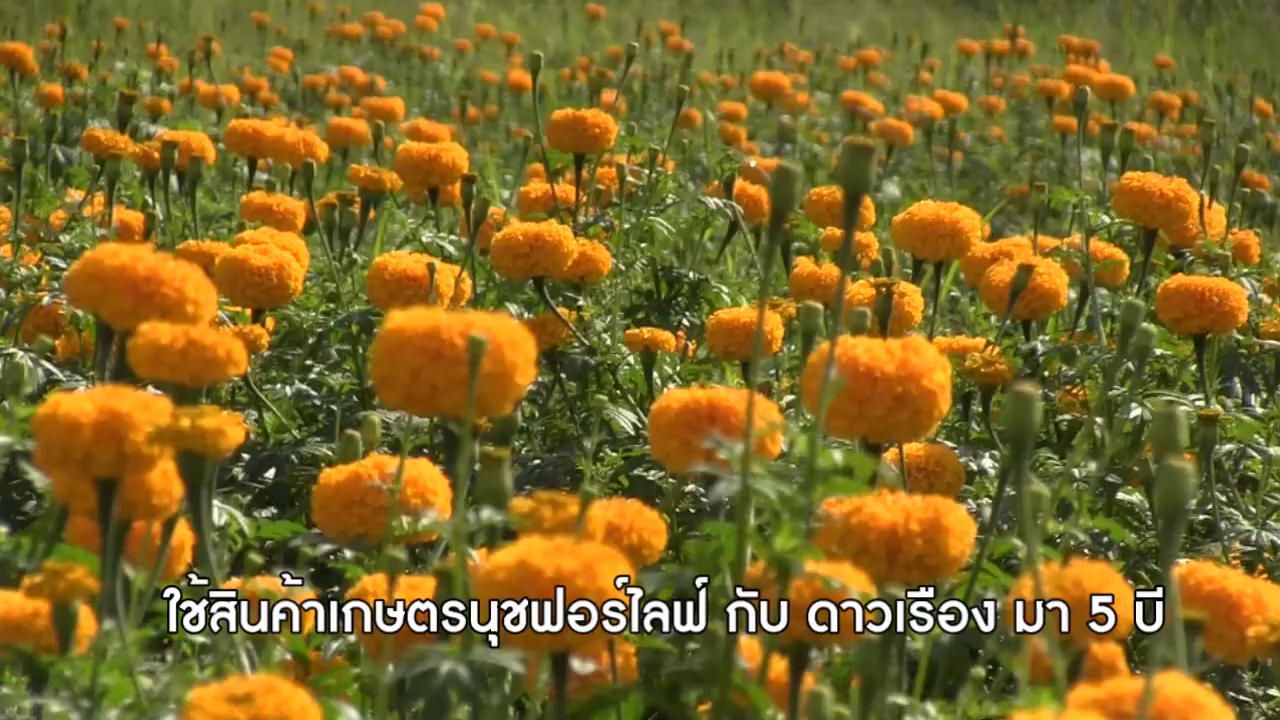 ใช้สินค้าเกษตรนุชฟอร์ไลฟ์ กับ ดาวเรือง มา 5 บี